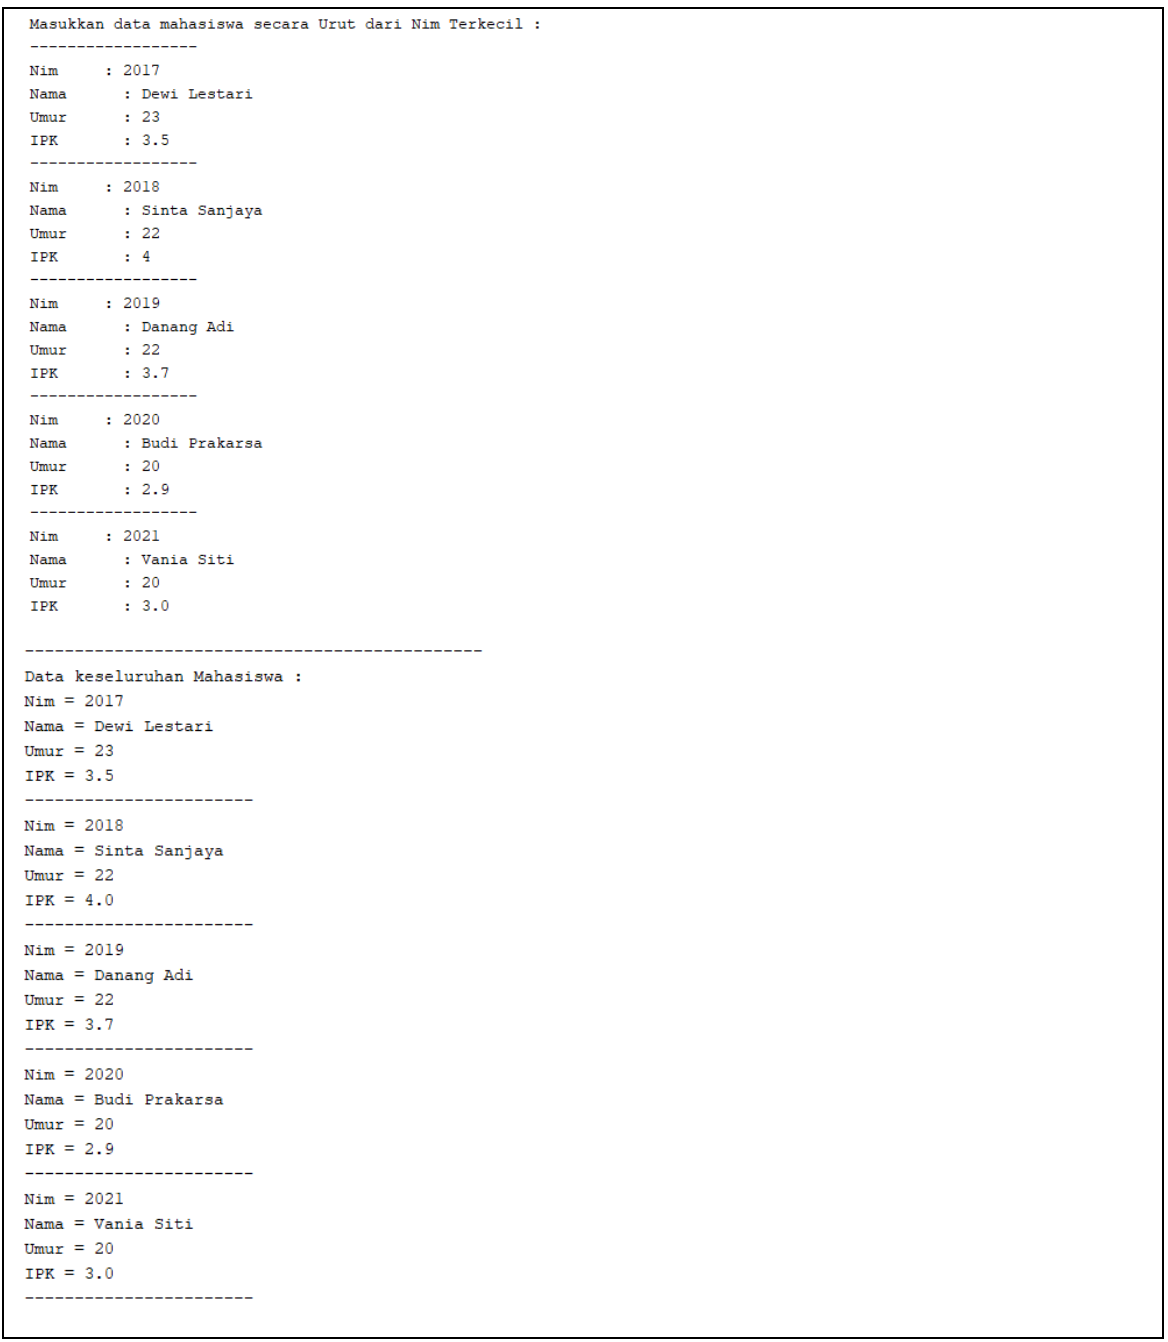 Masukkan data mahasiswa secara Urut dari Nim Terkecil :
------------------
Nim : 2017
Nama : Dewi Lestari
Umur : 23
IPK : 3.5
------------------
Nim : 2018
Nama : Sinta Sanjaya
Umur : 22
IPK : 4
------------------
Nim : 2019
Nama : Danang Adi
Umur : 22
IPK : 3.7
------------------
Nim : 2020
Nama : Budi Prakarsa
Umur : 20
IPK : 2.9
------------------
Nim : 2021
Nama : Vania Siti
Umur : 20
IPK : 3.0
----------------------------------------------
Data keseluruhan Mahasiswa :
Nim = 2017
Nama = Dewi Lestari
Umur = 23
IPK = 3.5
-----------------------
Nim = 2018
Nama = Sinta Sanjaya
Umur = 22
IPK = 4.0
-----------------------
Nim = 2019
Nama = Danang Adi
Umur = 22
IPK = 3.7
-----------------------
Nim = 2020
Nama = Budi Prakarsa
Umur = 20
IPK = 2.9
-----------------------
Nim = 2021
Nama = Vania Siti
Umur = 20
IPK = 3.0
-----------------------